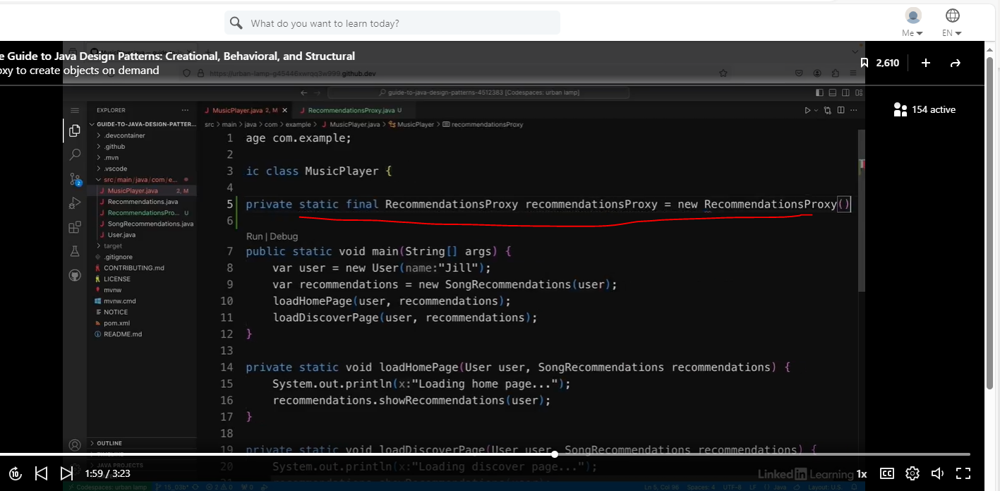 What do you want to learn today?
Me
EN
e Guide to Java Design Patterns: Creational, Behavioral, and Structural
oxy to create objects on demand
2,610
https://urban-lamp-g45446xwrqq3w999.github.dev
guide-to-java-design-patterns-4512383 [Codespaces: urban lamp]
154 active
EXPLORER
MusicPlayer.java 2, M
RecommendationsProxy.java U
GUIDE-TO-JAVA-DESIGN-PATTER...
src > main > java > com > example > MusicPlayer.java > MusicPlayer > recommendationsProxy
.devcontainer
.github
.mvn
.vscode
src/main/java/com/e...
MusicPlayer.java 2, M
Recommendations.java
RecommendationsPro... U
SongRecommendations.java
User.java
target
.gitignore
CONTRIBUTING.md
LICENSE
mvnw
mvnw.cmd
NOTICE
pom.xml
README.md
2
1 age com.example;
2
3 ic class MusicPlayer {
4
5 private static final RecommendationsProxy recommendationsProxy = new RecommendationsProxy()
6
Run | Debug
7 public static void main(String[] args) {
8 var user = new User(name:"Jill");
9 var recommendations = new SongRecommendations(user);
10 loadHomePage(user, recommendations);
11 loadDiscoverPage(user, recommendations);
12 }
13
14 private static void loadHomePage(User user, SongRecommendations recommendations) {
15 System.out.println(x:"Loading home page...");
16 recommendations.showRecommendations(user);
17 }
18
19 private static void loadDiscoverPage(User user, SongRecommendations recommendations) {
20 System.out.println(x:"Loading discover page...");
OUTLINE
TIMELINE
JAVA PROJECTS
10
1:59 / 3:23
LinkedIn Learning
1x
CC
Codespaces: urban lamp
15_03b*
Ln 5, Col 96 Spaces: 4 UTF-8 LF Java Layout: U.S.